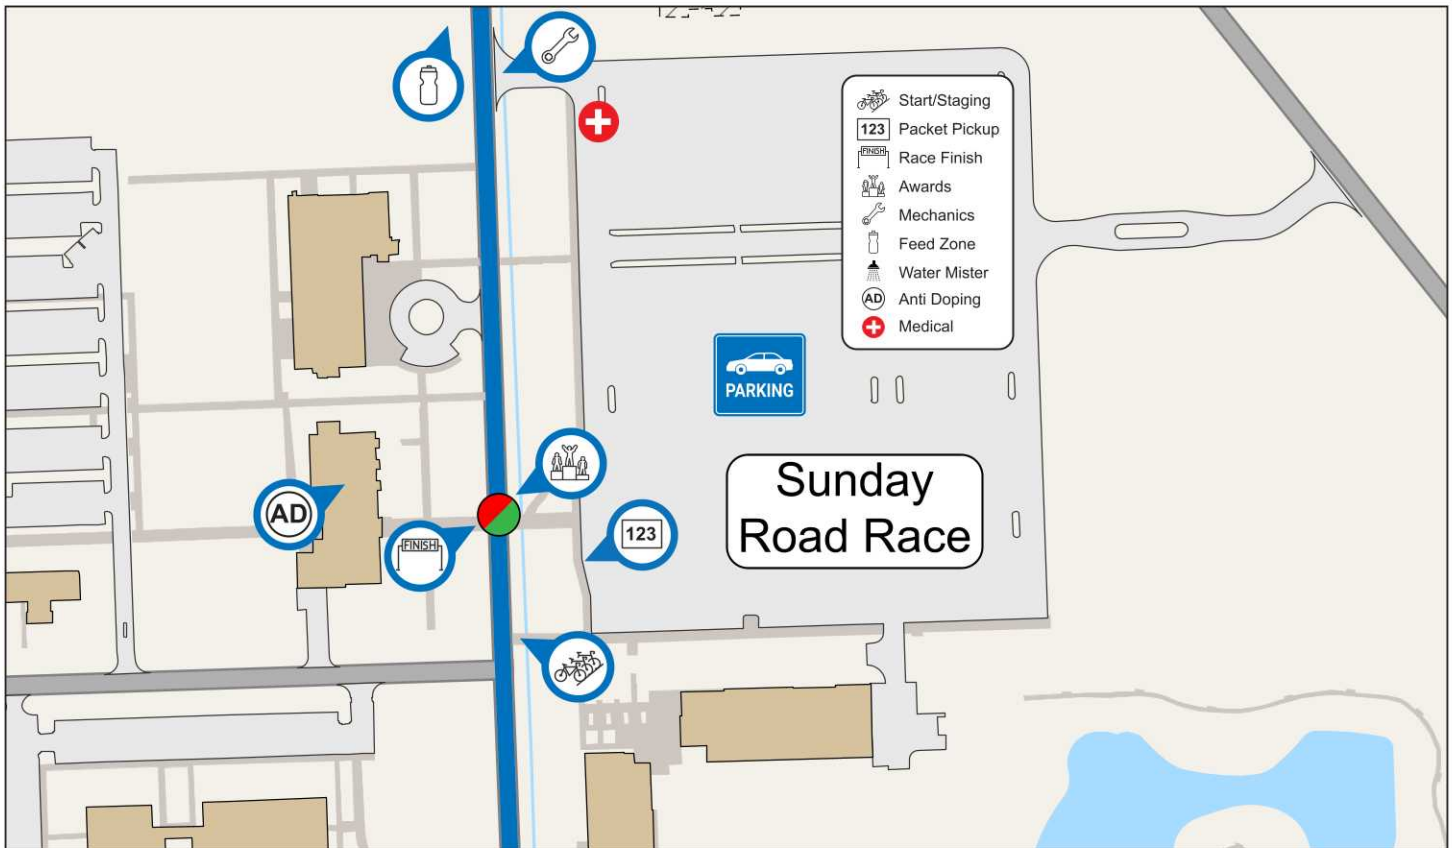 Start/Staging
123 Packet Pickup
FINISH Race Finish
Awards
Mechanics
Feed Zone
Water Mister
AD Anti Doping
Medical
PARKING
Sunday
Road Race
AD
FINISH
123